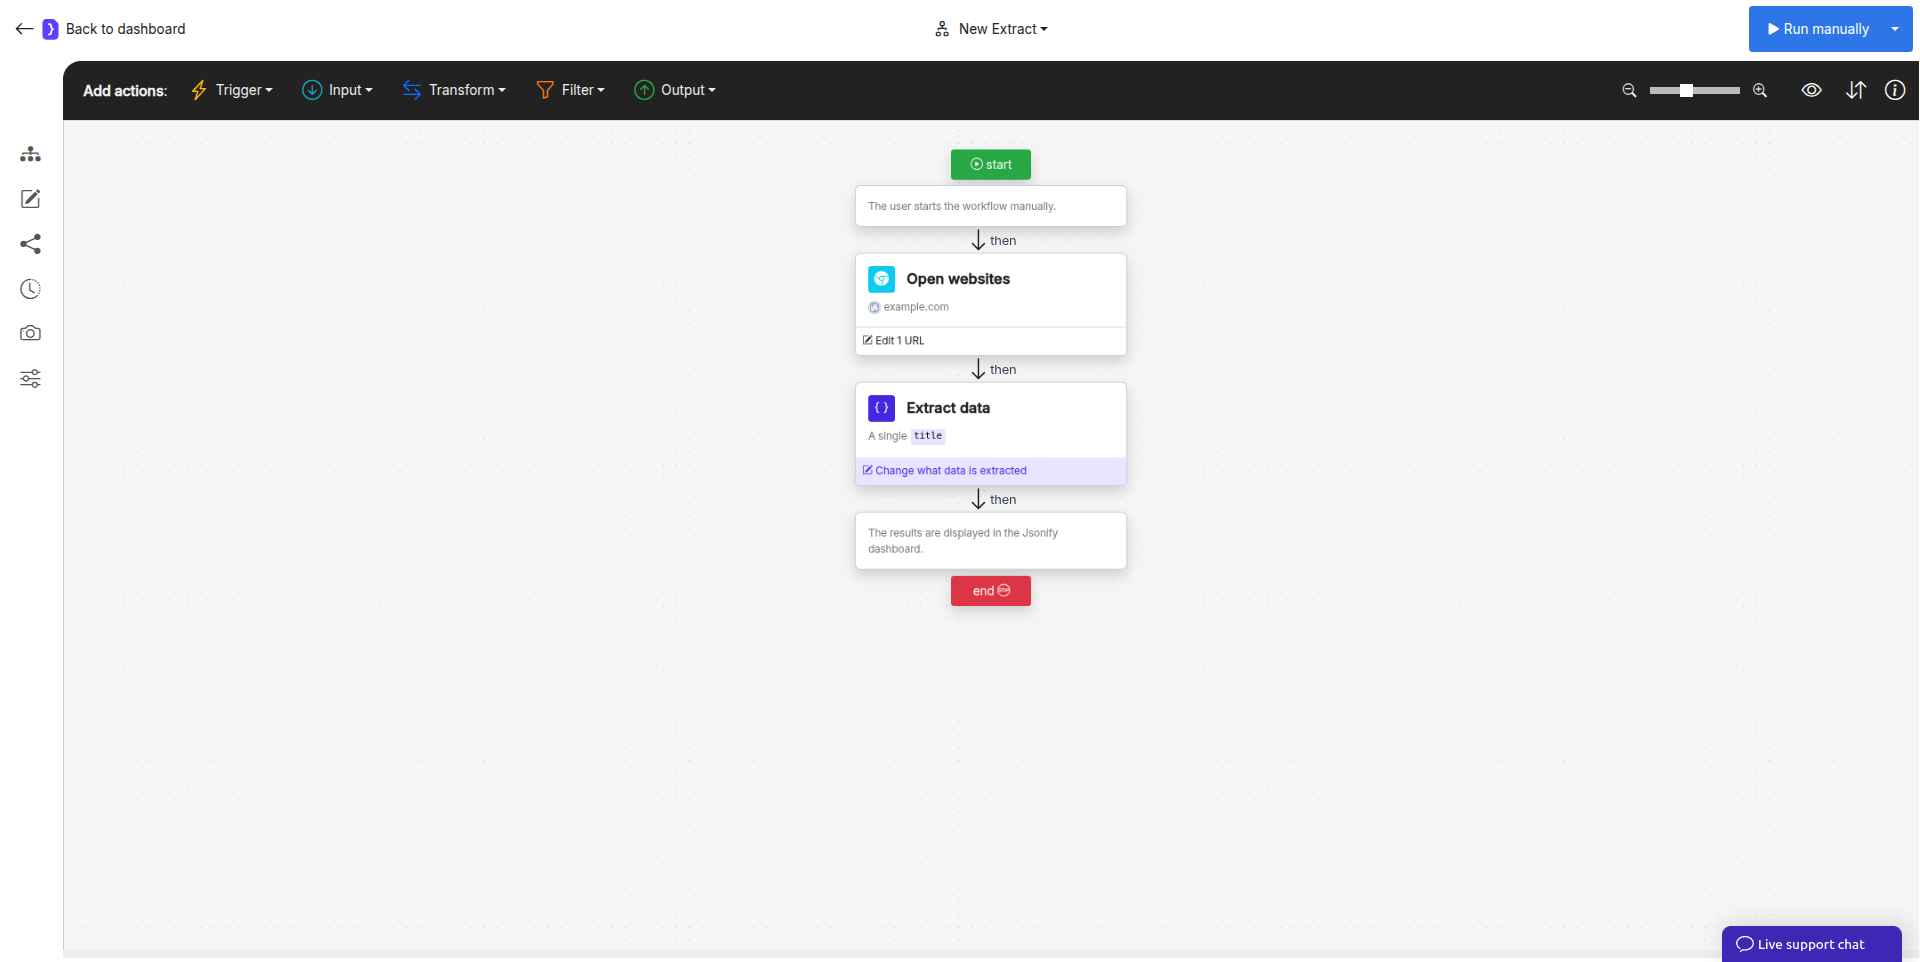 Back to dashboard
New Extract
Run manually
Add actions:
Trigger
Input
Transform
Filter
Output
start
The user starts the workflow manually.
then
Open websites
example.com
Edit 1 URL
then
{ } Extract data
A single title
Change what data is extracted
then
The results are displayed in the Jsonify
dashboard.
end
Live support chat